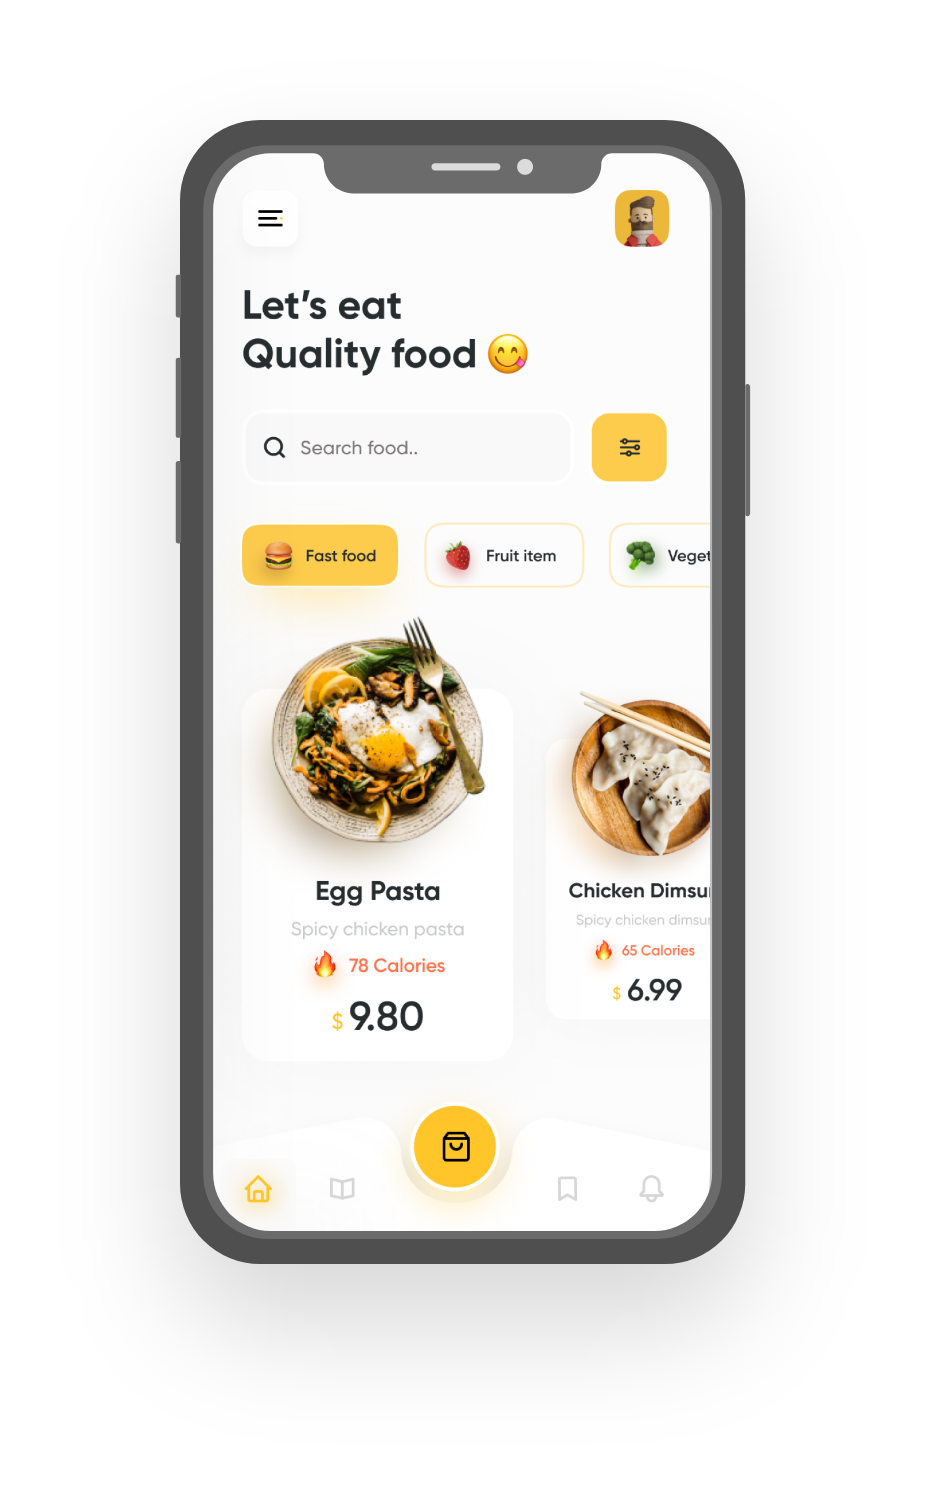 Let’s eat
Quality food 😋
Search food..
Fast food
Fruit item
Veget
Egg Pasta
Spicy chicken pasta
78 Calories
$ 9.80
Chicken Dimsu
Spicy chicken dimsu
65 Calories
$ 6.99